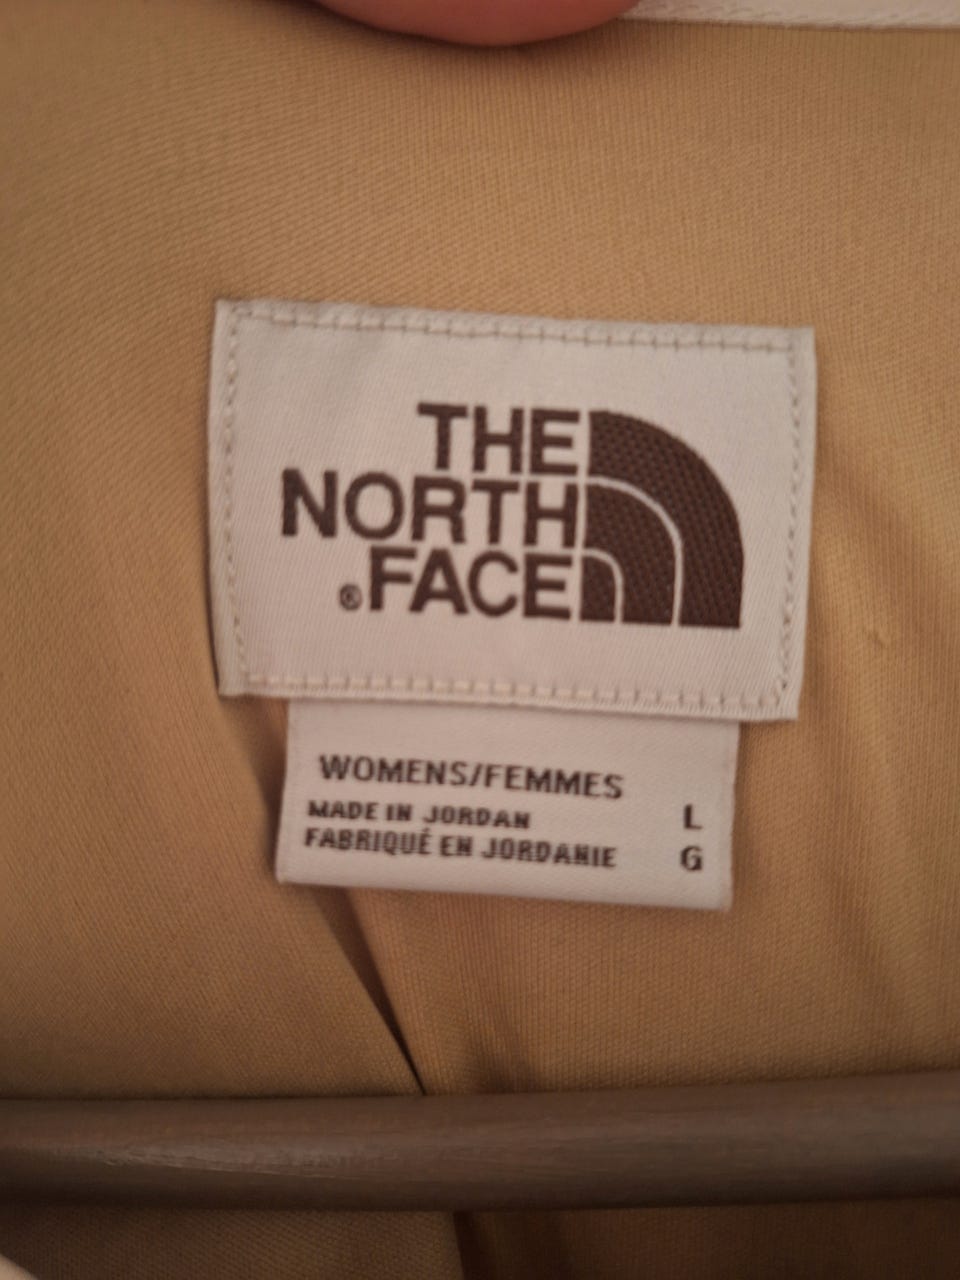 THE
NORTH
®FACE
WOMENS/FEMMES
MADE IN JORDAN L
FABRIQUÉ EN JORDANIE G